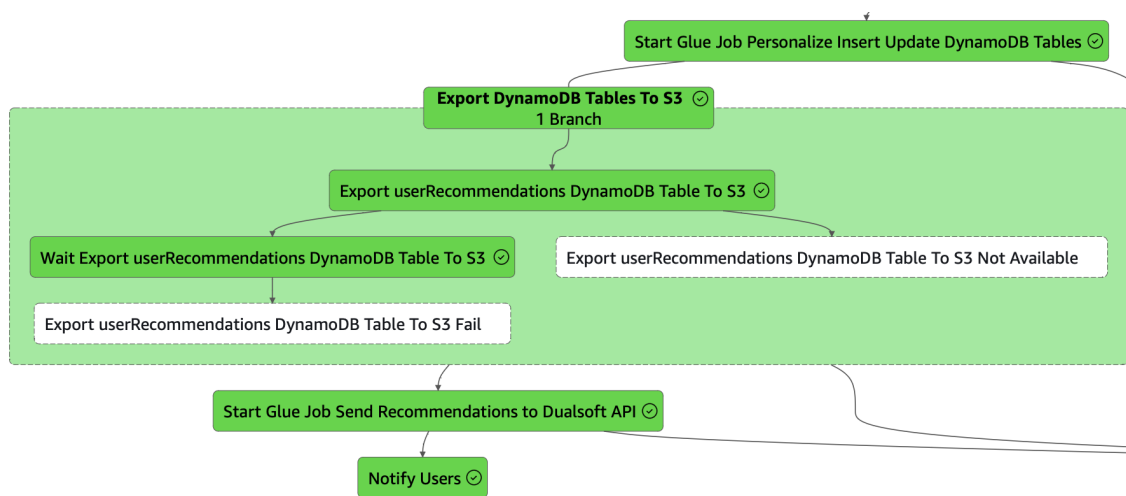 Start Glue Job Personalize Insert Update DynamoDB Tables
Export DynamoDB Tables To S3
1 Branch
Export userRecommendations DynamoDB Table To S3
Wait Export userRecommendations DynamoDB Table To S3
Export userRecommendations DynamoDB Table To S3 Not Available
Export userRecommendations DynamoDB Table To S3 Fail
Start Glue Job Send Recommendations to Dualsoft API
Notify Users